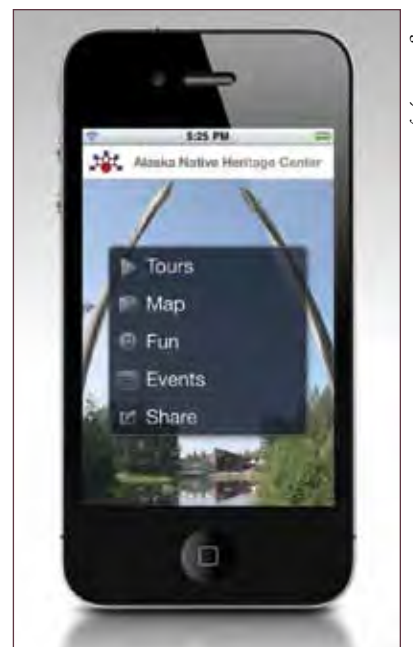 5:25 PM
Alaska Native Heritage Center
Tours
Map
Fun
Events
Share